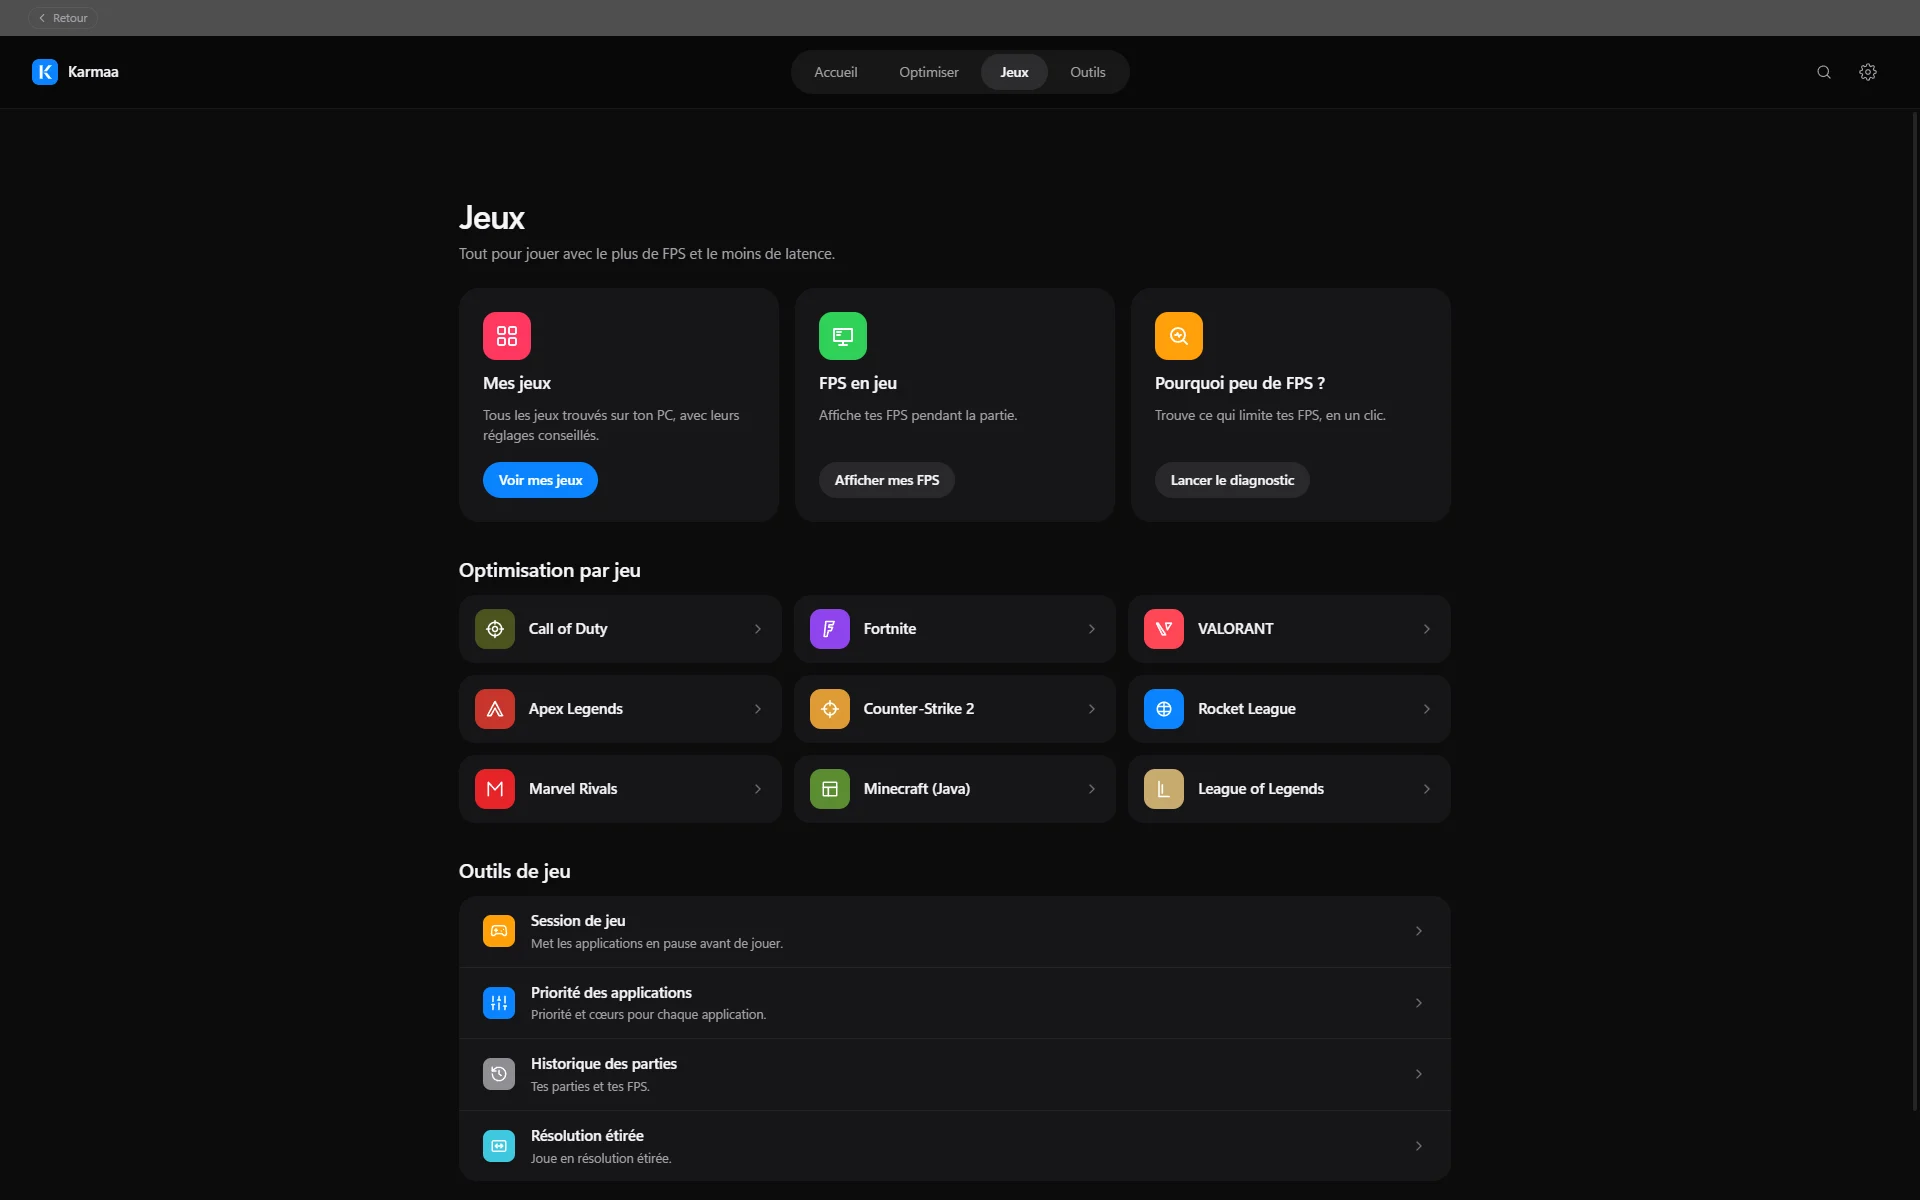 Retour
Karmaa
Accueil
Optimiser
Jeux
Outils
Jeux
Tout pour jouer avec le plus de FPS et le moins de latence.
Mes jeux
Tous les jeux trouvés sur ton PC, avec leurs
réglages conseillés.
Voir mes jeux
FPS en jeu
Affiche tes FPS pendant la partie.
Afficher mes FPS
Pourquoi peu de FPS ?
Trouve ce qui limite tes FPS, en un clic.
Lancer le diagnostic
Optimisation par jeu
Call of Duty
Fortnite
VALORANT
Apex Legends
Counter-Strike 2
Rocket League
Marvel Rivals
Minecraft (Java)
League of Legends
Outils de jeu
Session de jeu
Met les applications en pause avant de jouer.
Priorité des applications
Priorité et cœurs pour chaque application.
Historique des parties
Tes parties et tes FPS.
Résolution étirée
Joue en résolution étirée.